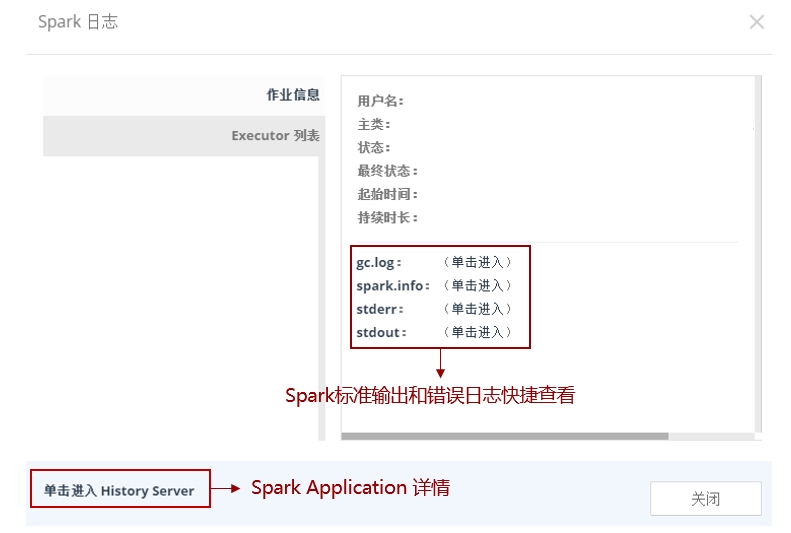 Spark 日志
作业信息
Executor 列表
用户名:
主类:
状态:
最终状态:
起始时间:
持续时长:
gc.log: （单击进入）
spark.info: （单击进入）
stderr: （单击进入）
stdout: （单击进入）
Spark标准输出和错误日志快捷查看
单击进入 History Server
Spark Application 详情
关闭